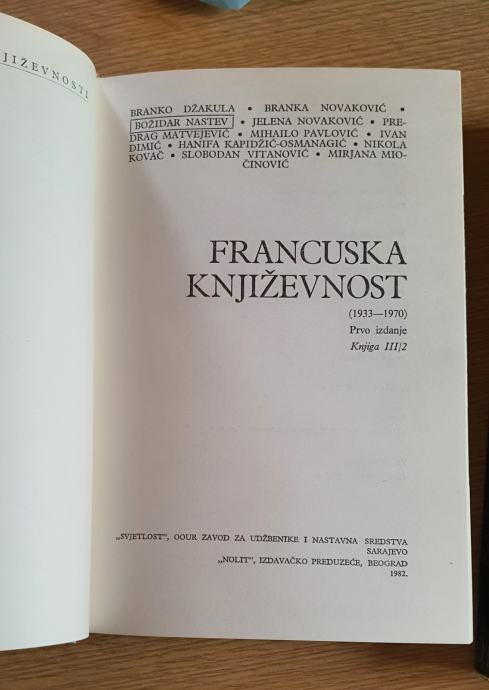 JIŽEVNOSTI
BRANKO DŽAKULA • BRANKA NOVAKOVIĆ •
BOŽIDAR NASTEV • JELENA NOVAKOVIĆ • PRE-
DRAG MATVEJEVIĆ • MIHAILO PAVLOVIĆ • IVAN
DIMIĆ • HANIFA KAPIDŽIĆ-OSMANAGIĆ • NIKOLA
KOVAČ • SLOBODAN VITANOVIĆ • MIRJANA MIO-
ČINOVIĆ
FRANCUSKA
KNJIŽEVNOST
(1933—1970)
Prvo izdanje
Knjiga III/2
„SVJETLOST”, OOUR ZAVOD ZA UDŽBENIKE I NASTAVNA SREDSTVA
SARAJEVO
„NOLIT”, IZDAVAČKO PREDUZEĆE, BEOGRAD
1982.